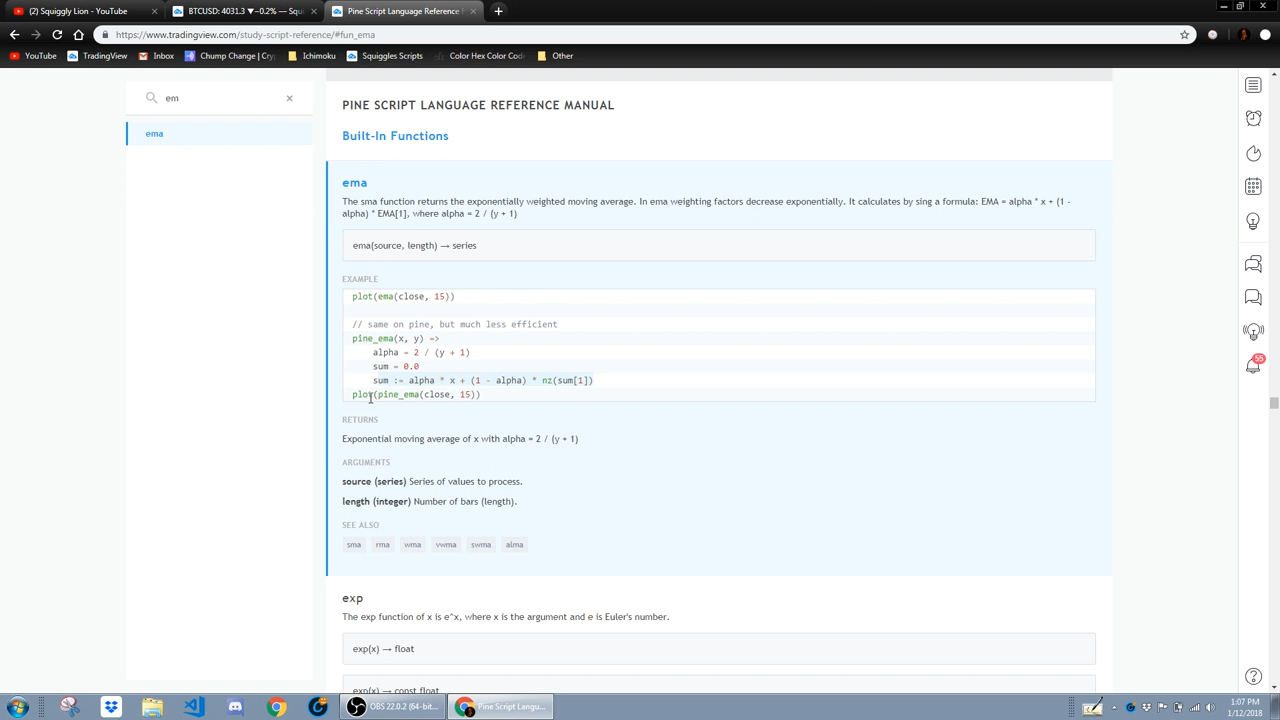 (2) Squiggly Lion - YouTube
BTCUSD: 4031.3 ▼−0.2% — Squi
Pine Script Language Reference M
https://www.tradingview.com/study-script-reference/#fun_ema
YouTube
TradingView
Inbox
Chump Change | Cry
Ichimoku
Squiggles Scripts
Color Hex Color Code
Other
em
ema
PINE SCRIPT LANGUAGE REFERENCE MANUAL
Built-In Functions
ema
The sma function returns the exponentially weighted moving average. In ema weighting factors decrease exponentially. It calculates by sing a formula: EMA = alpha * x + (1 -
alpha) * EMA[1], where alpha = 2 / (y + 1)
ema(source, length) → series
EXAMPLE
plot(ema(close, 15))
// same on pine, but much less efficient
pine_ema(x, y) =>
alpha = 2 / (y + 1)
sum = 0.0
sum := alpha * x + (1 - alpha) * nz(sum[1])
plot(pine_ema(close, 15))
RETURNS
Exponential moving average of x with alpha = 2 / (y + 1)
ARGUMENTS
source (series) Series of values to process.
length (integer) Number of bars (length).
SEE ALSO
sma rma wma vwma swma alma
exp
The exp function of x is e^x, where x is the argument and e is Euler's number.
exp(x) → float
exp(x) → const float
55
OBS 22.0.2 (64-bit...
Pine Script Langu...
1:07 PM
1/12/2018